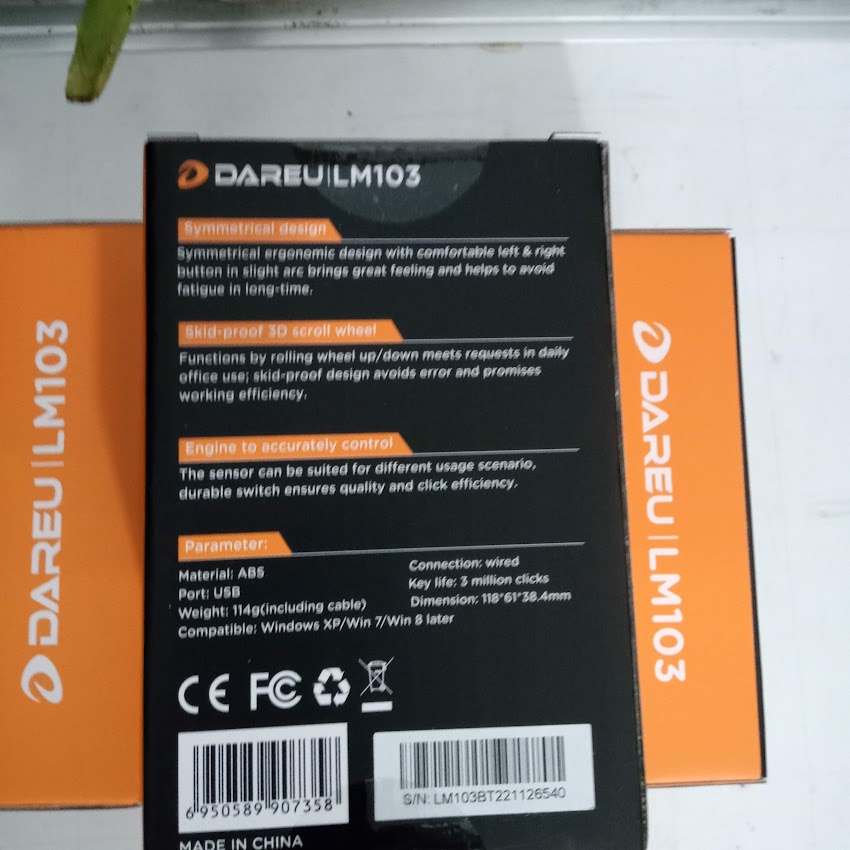 DAREU|LM103
Symmetrical design
Symmetrical ergonomic design with comfortable left & right
button in slight arc brings great feeling and helps to avoid
fatigue in long-time.
Skid-proof 3D scroll wheel
Functions by rolling wheel up/down meets requests in daily
office use; skid-proof design avoids error and promises
working efficiency.
Engine to accurately control
The sensor can be suited for different usage scenario,
durable switch ensures quality and click efficiency.
Parameter:
Material: ABS
Port: USB
Weight: 114g(including cable)
Compatible: Windows XP/Win 7/Win 8 later
Connection: wired
Key life: 3 million clicks
Dimension: 118*61*38.4mm
CE FC
6 950589 907358
S/N: LM103BT221126540
MADE IN CHINA
DAREU|LM103
DAREU|LM103